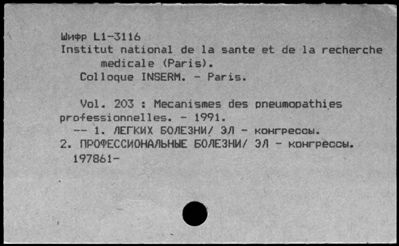 Шифр L1-3116
Institut national de la sante et de la recherche
medicale (Paris).
Colloque INSERM. - Paris.
Vol. 203 : Mecanismes des pneumopathies
professionnelles. - 1991.
-- 1. ЛЕГКИХ БОЛЕЗНИ/ ЭЛ - конгрессы.
2. ПРОФЕССИОНАЛЬНЫЕ БОЛЕЗНИ/ ЭЛ - конгрессы.
197861-